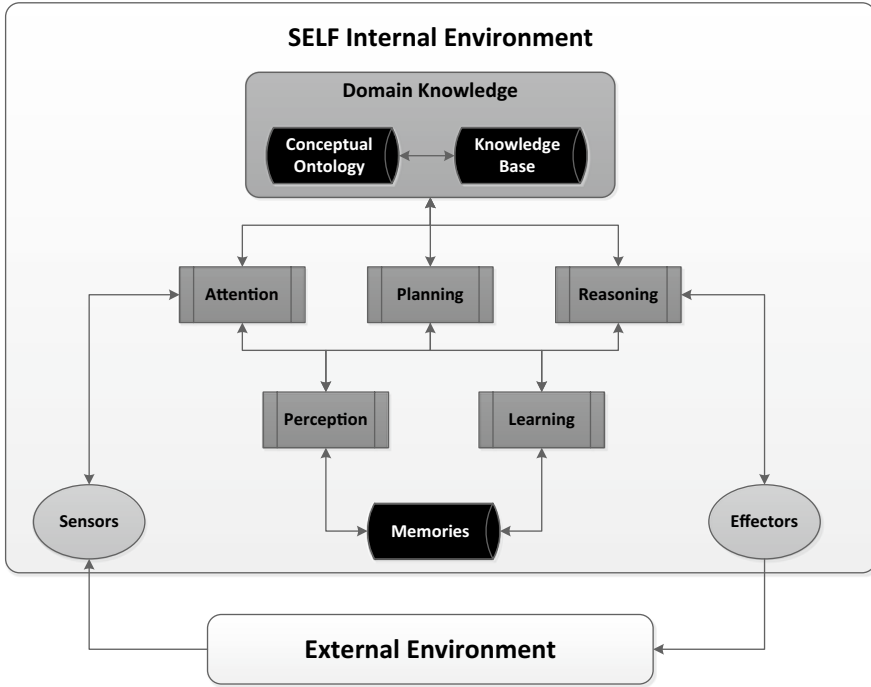 SELF Internal Environment
Domain Knowledge
Conceptual
Ontology
Knowledge
Base
Attention
Planning
Reasoning
Perception
Learning
Sensors
Memories
Effectors
External Environment